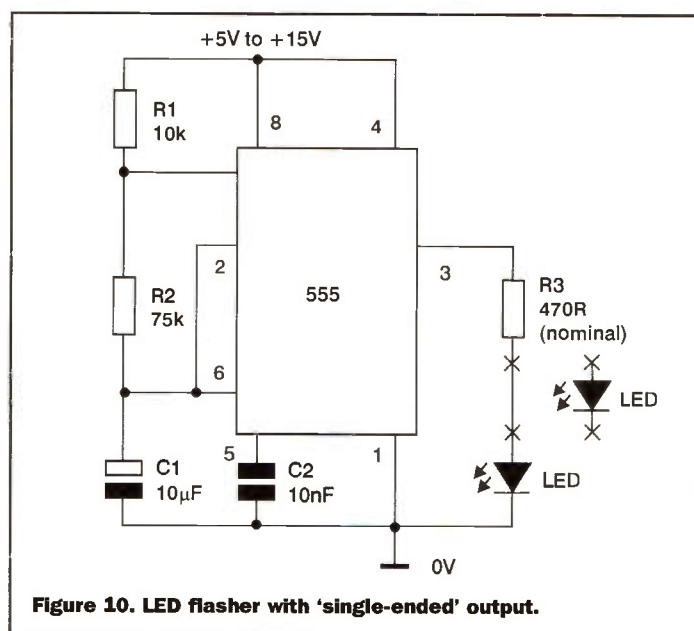 +5V to +15V
R1
10k
8
4
2
555
3
R2
75k
R3
470R
(nominal)
6
LED
5
C2
10nF
1
C1
10µF
LED
0V
Figure 10. LED flasher with ‘single-ended’ output.